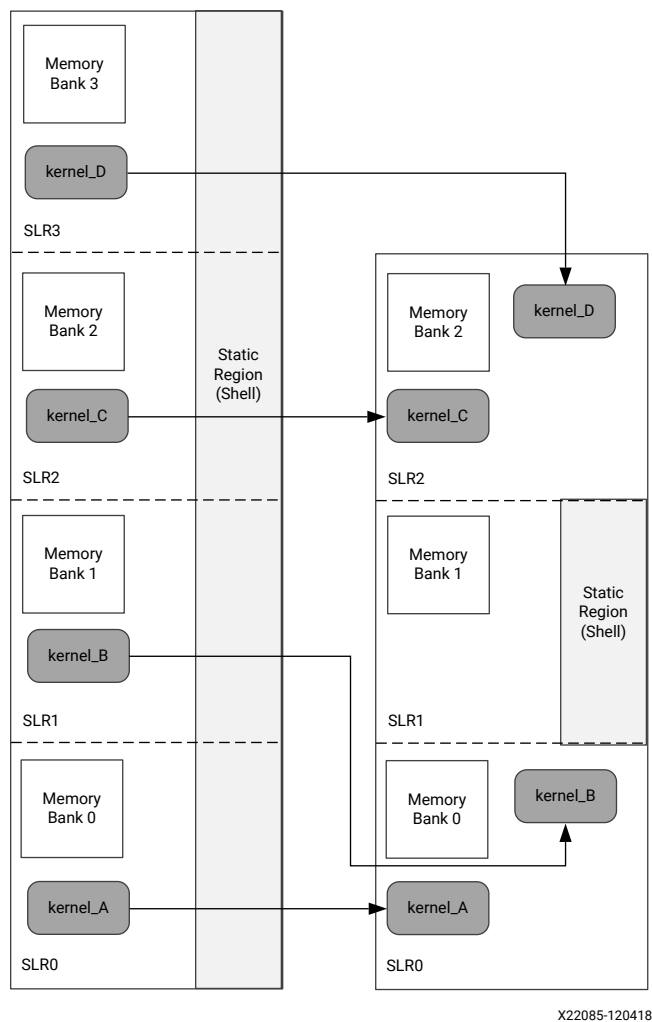 Memory
Bank 3
kernel_D
SLR3
Memory
Bank 2
kernel_C
SLR2
Static
Region
(Shell)
Memory
Bank 1
kernel_B
SLR1
Memory
Bank 0
kernel_A
SLR0
Memory
Bank 2
kernel_D
kernel_C
SLR2
Memory
Bank 1
Static
Region
(Shell)
SLR1
Memory
Bank 0
kernel_B
kernel_A
SLR0
X22085-120418